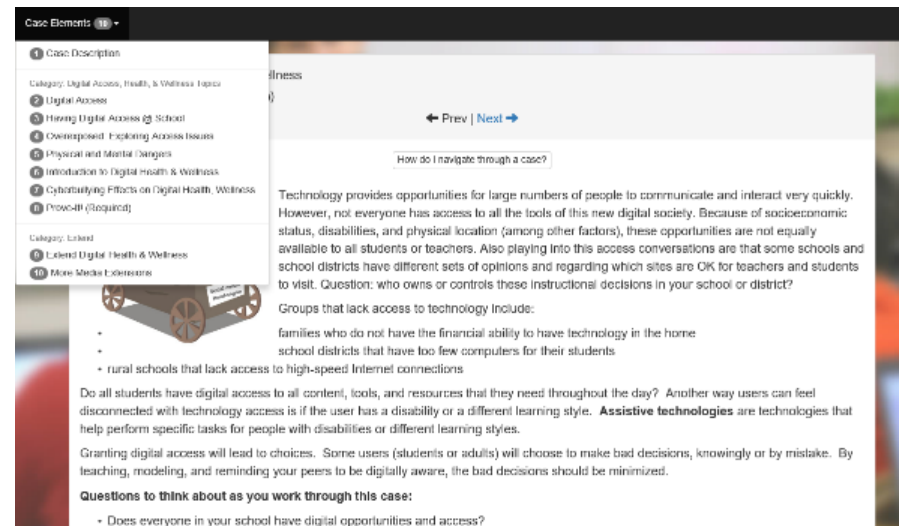 Case Elements 10
1 Case Description
Category: Digital Access, Health, & Wellness Topics
2 Digital Access
3 Having Digital Access @ School
4 Overexposed: Exploring Access Issues
5 Physical and Mental Dangers
6 Introduction to Digital Health & Wellness
7 Cyberbullying Effects on Digital Health, Wellness
8 Prove-It! (Required)
Category: Extend
9 Extend Digital Health & Wellness
10 More Media Extensions
llness
)
← Prev | Next →
How do I navigate through a case?
Technology provides opportunities for large numbers of people to communicate and interact very quickly.
However, not everyone has access to all the tools of this new digital society. Because of socioeconomic
status, disabilities, and physical location (among other factors), these opportunities are not equally
available to all students or teachers. Also playing into this access conversations are that some schools and
school districts have different sets of opinions and regarding which sites are OK for teachers and students
to visit. Question: who owns or controls these instructional decisions in your school or district?
Groups that lack access to technology include:
• families who do not have the financial ability to have technology in the home
• school districts that have too few computers for their students
• rural schools that lack access to high-speed Internet connections
Do all students have digital access to all content, tools, and resources that they need throughout the day? Another way users can feel
disconnected with technology access is if the user has a disability or a different learning style. Assistive technologies are technologies that
help perform specific tasks for people with disabilities or different learning styles.
Granting digital access will lead to choices. Some users (students or adults) will choose to make bad decisions, knowingly or by mistake. By
teaching, modeling, and reminding your peers to be digitally aware, the bad decisions should be minimized.
Questions to think about as you work through this case:
• Does everyone in your school have digital opportunities and access?